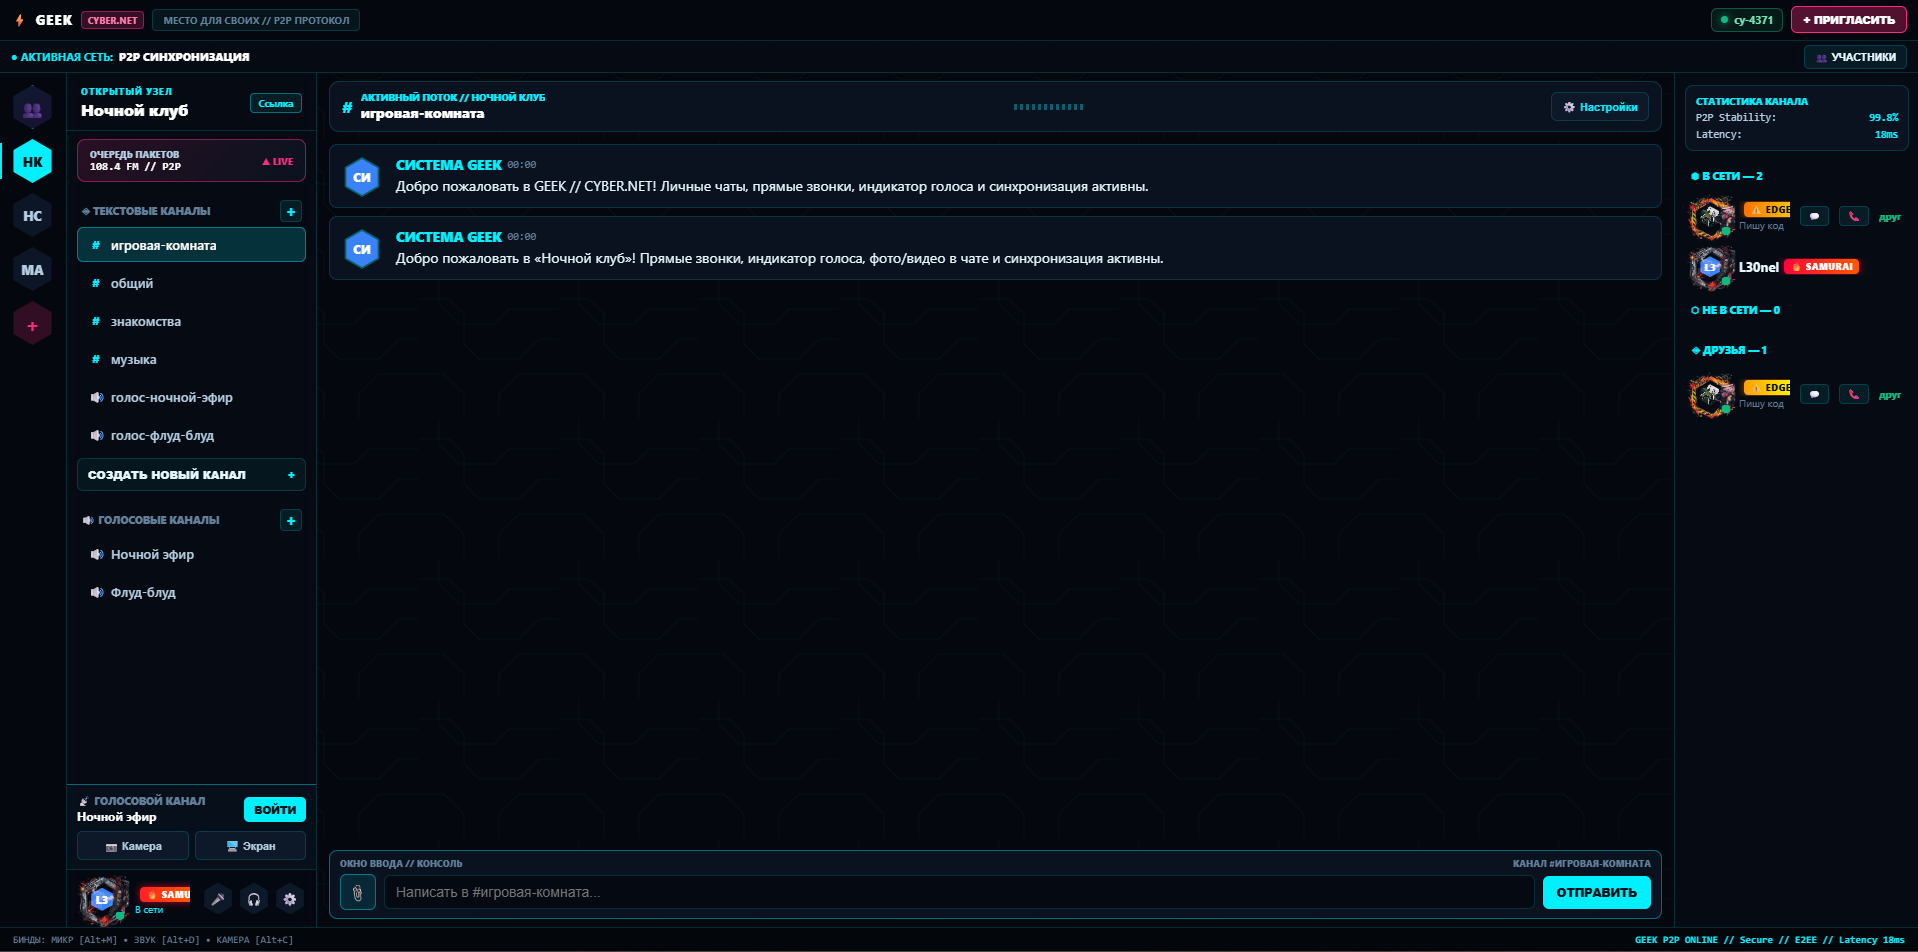 GEEK CYBER.NET МЕСТО ДЛЯ СВОИХ // P2P ПРОТОКОЛ
cy-4371 + ПРИГЛАСИТЬ
АКТИВНАЯ СЕТЬ: P2P СИНХРОНИЗАЦИЯ
УЧАСТНИКИ
НК
НС
МА
+
ОТКРЫТЫЙ УЗЕЛ
Ночной клуб
Ссылка
ОЧЕРЕДЬ ПАКЕТОВ
108.4 FM // P2P
LIVE
ТЕКСТОВЫЕ КАНАЛЫ +
# игровая-комната
# общий
# знакомства
# музыка
голос-ночной-эфир
голос-флуд-блуд
СОЗДАТЬ НОВЫЙ КАНАЛ +
ГОЛОСОВЫЕ КАНАЛЫ +
Ночной эфир
Флуд-блуд
ГОЛОСОВОЙ КАНАЛ
Ночной эфир
ВОЙТИ
Камера
Экран
L3
SAMU
В сети
# АКТИВНЫЙ ПОТОК // НОЧНОЙ КЛУБ
игровая-комната
Настройки
СИ
СИСТЕМА GEEK 00:00
Добро пожаловать в GEEK // CYBER.NET! Личные чаты, прямые звонки, индикатор голоса и синхронизация активны.
СИ
СИСТЕМА GEEK 00:00
Добро пожаловать в «Ночной клуб»! Прямые звонки, индикатор голоса, фото/видео в чате и синхронизация активны.
ОКНО ВВОДА // КОНСОЛЬ
КАНАЛ #ИГРОВАЯ-КОМНАТА
Написать в #игровая-комната...
ОТПРАВИТЬ
СТАТИСТИКА КАНАЛА
P2P Stability: 99.8%
Latency: 18ms
В СЕТИ — 2
EDGE
Пишу код
друг
L3
L30nel SAMURAI
НЕ В СЕТИ — 0
ДРУЗЬЯ — 1
EDGE
Пишу код
друг
БИНДЫ: МИКР [Alt+M] • ЗВУК [Alt+D] • КАМЕРА [Alt+C]
GEEK P2P ONLINE // Secure // E2EE // Latency 18ms